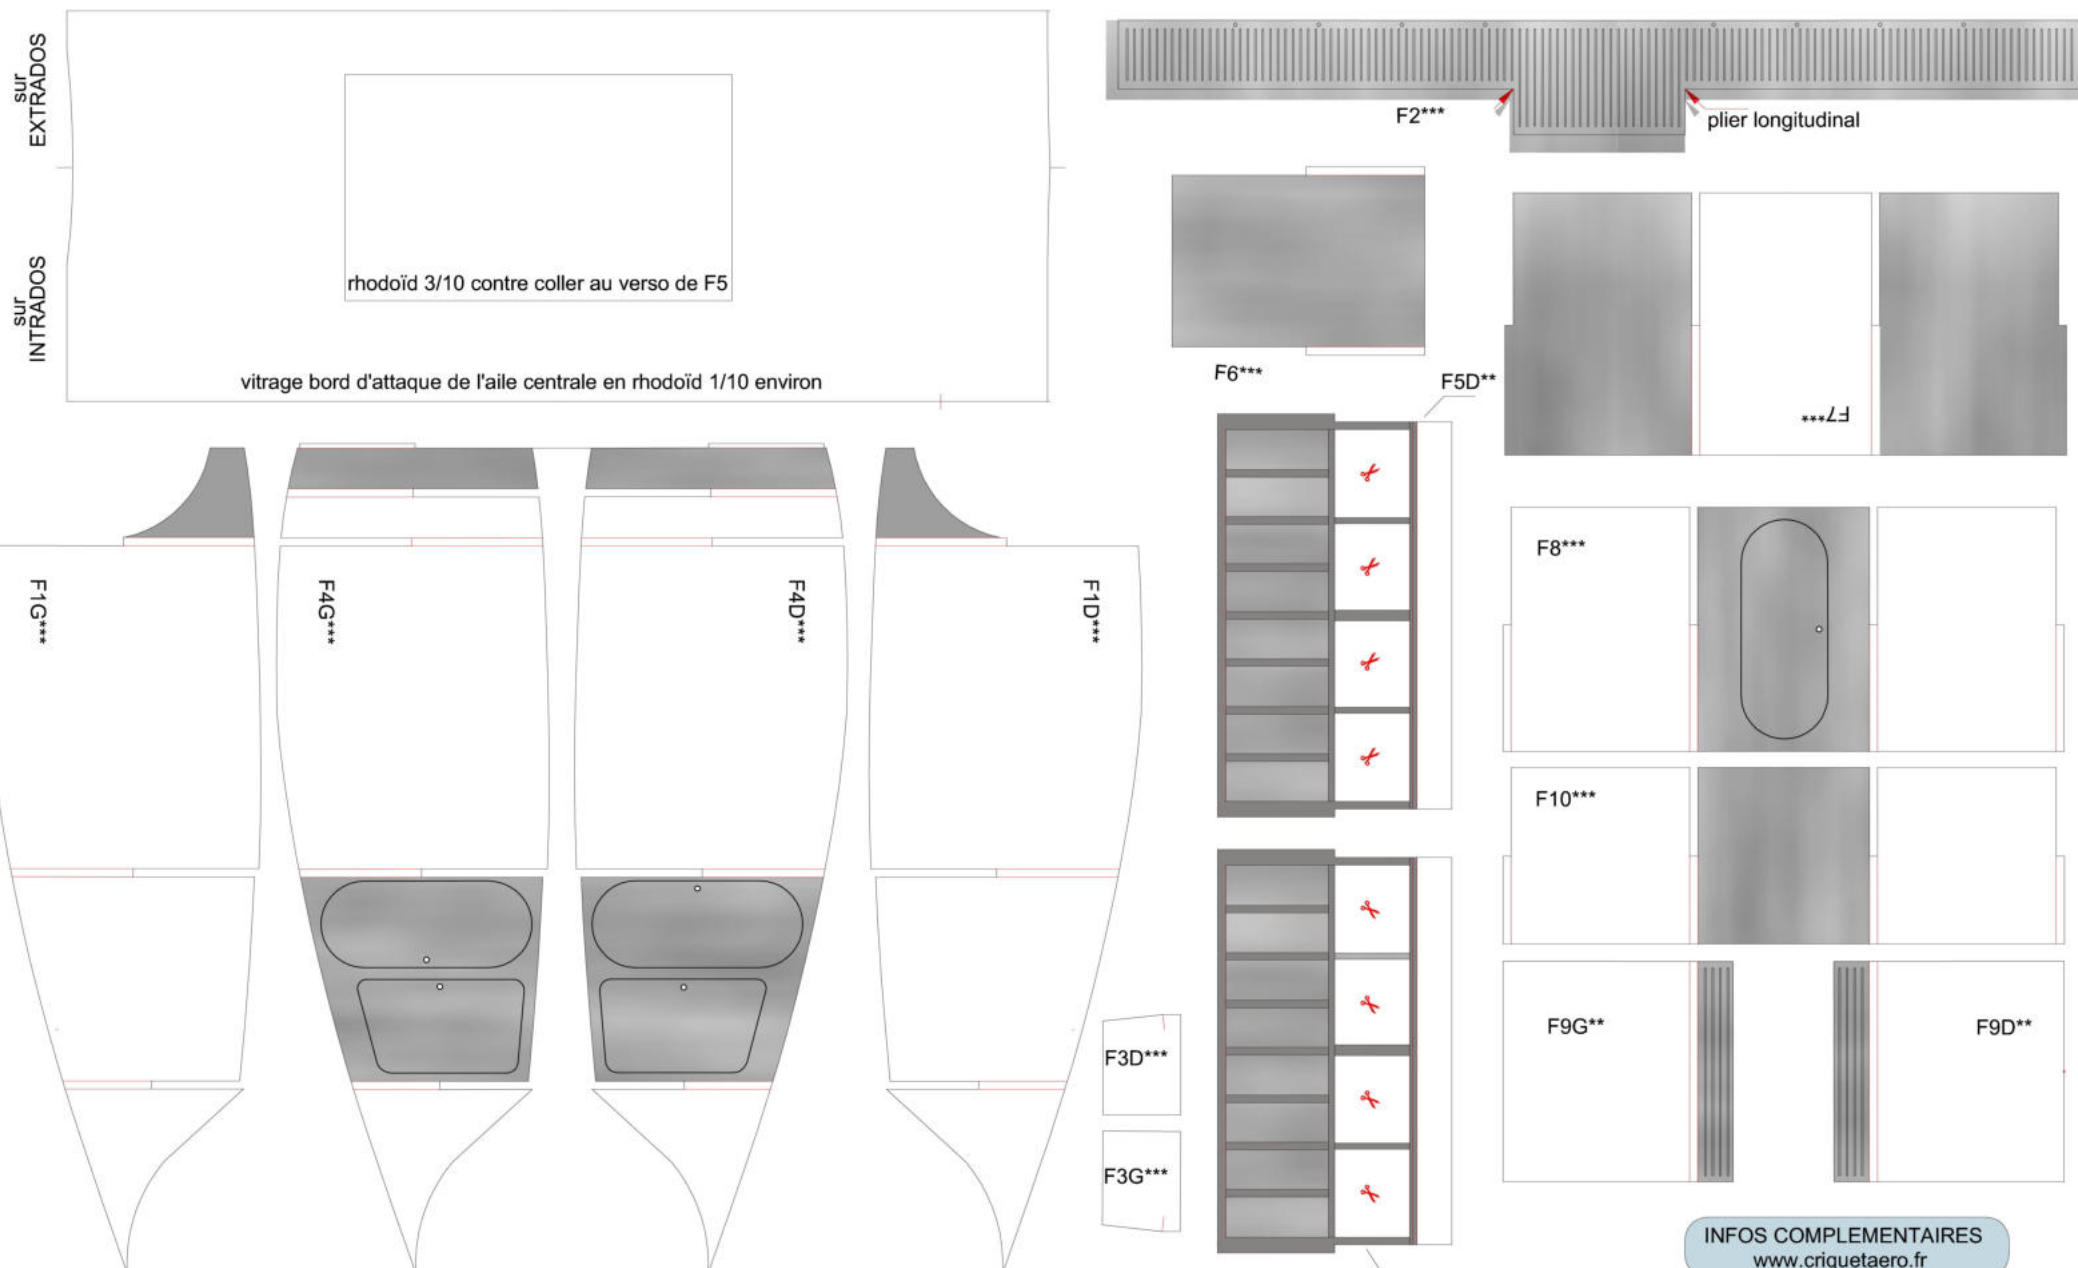 sur
EXTRADOS
sur
INTRADOS
rhodoïd 3/10 contre coller au verso de F5
vitrage bord d'attaque de l'aile centrale en rhodoïd 1/10 environ
F2***
plier longitudinal
F6***
F5D**
F7***
F1G***
F4G***
F4D***
F1D***
F8***
F10***
F3D***
F3G***
F9G**
F9D**
INFOS COMPLEMENTAIRES
www.criquetaero.fr